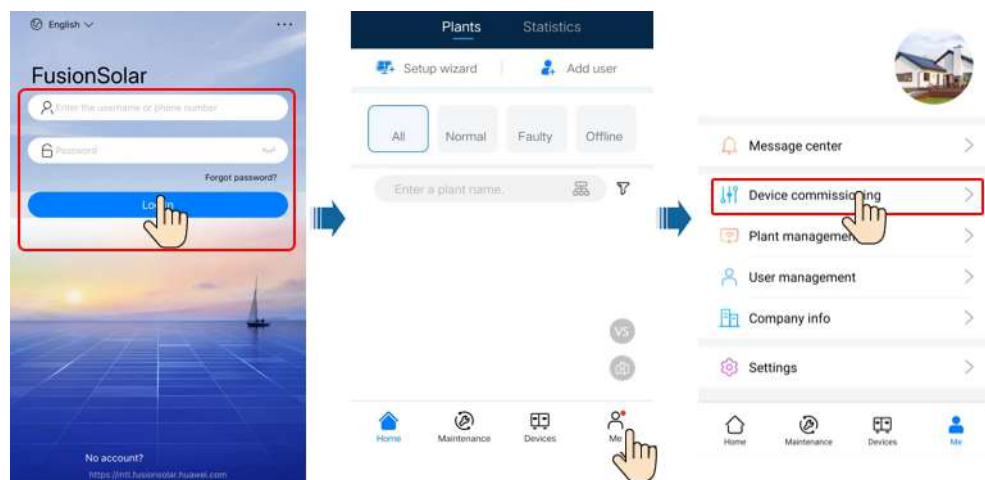 English
FusionSolar
Enter the username or phone number
Password
Forgot password?
Log in
No account?
https://intl.fusionsolar.huawei.com
Plants Statistics
Setup wizard Add user
All Normal Faulty Offline
Enter a plant name.
VS
Home Maintenance Devices Me
Message center
Device commissioning
Plant management
User management
Company info
Settings
Home Maintenance Devices Me